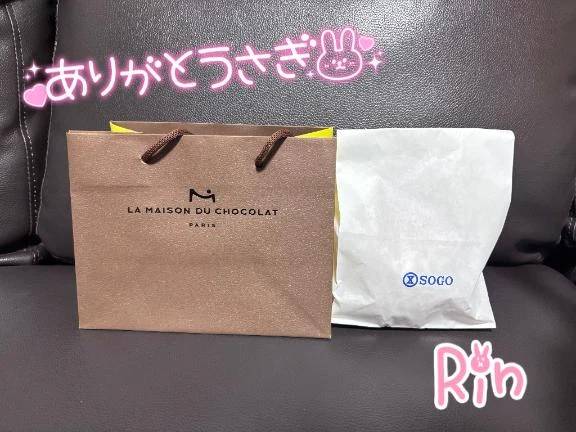 ありがとうさぎ
LA MAISON DU CHOCOLAT
PARIS
SOGO
Rin